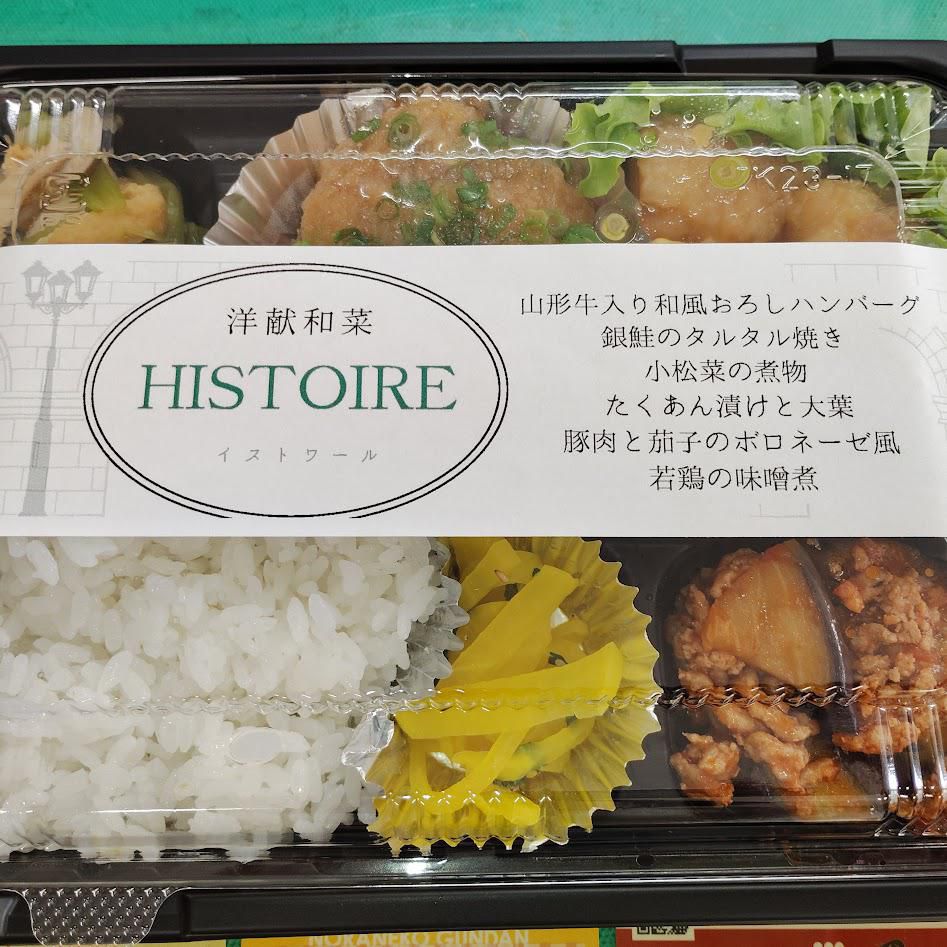 洋献和菜
HISTOIRE
イストワール
山形牛入り和風おろしハンバーグ
銀鮭のタルタル焼き
小松菜の煮物
たくあん漬けと大葉
豚肉と茄子のボロネーゼ風
若鶏の味噌煮
NORANEKO GUNDAN